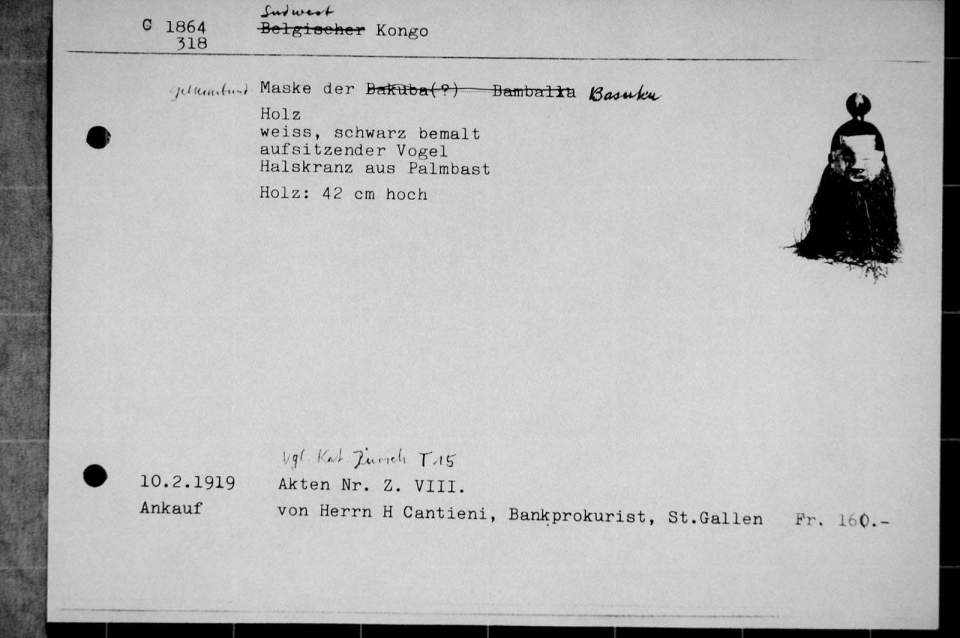 Südwest
C 1864 Belgischer Kongo
318
Geheimbund Maske der Bakuba(?) Bamballa Basuku
Holz
weiss, schwarz bemalt
aufsitzender Vogel
Halskranz aus Palmbast
Holz: 42 cm hoch
Vgl Kat Zürich T 15
10.2.1919 Akten Nr. Z. VIII.
Ankauf von Herrn H Cantieni, Bankprokurist, St.Gallen Fr. 160.-